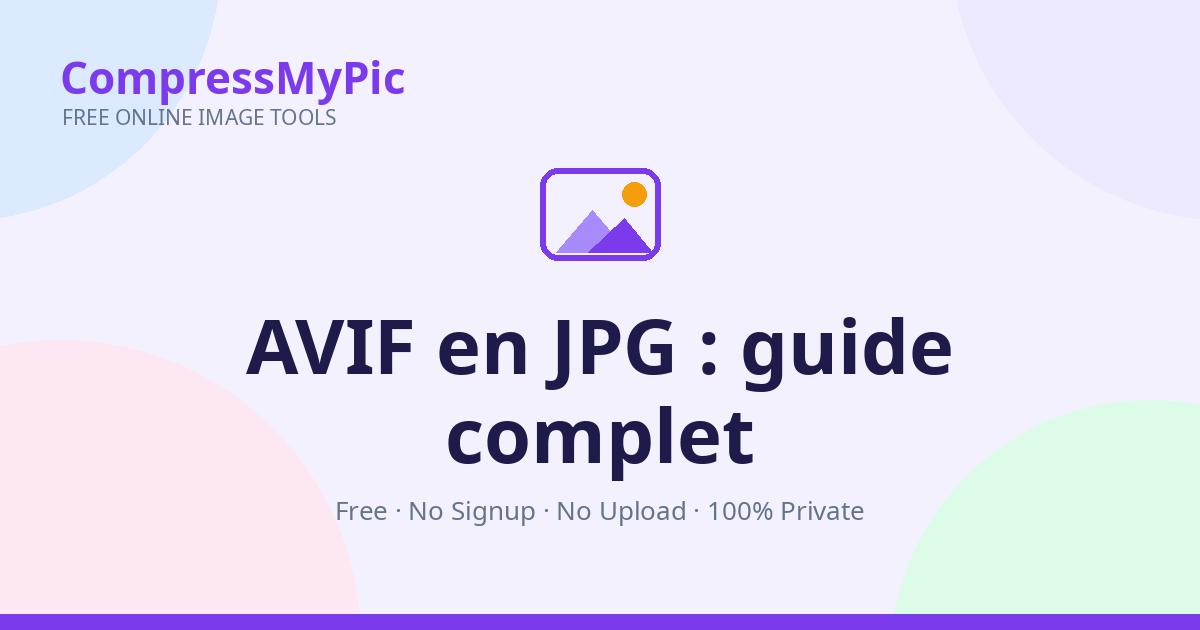 CompressMyPic
FREE ONLINE IMAGE TOOLS
AVIF en JPG : guide
complet
Free · No Signup · No Upload · 100% Private